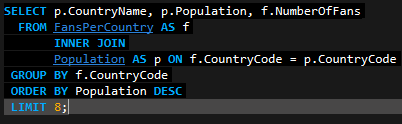 SELECT p.CountryName, p.Population, f.NumberOfFans
FROM FansPerCountry AS f
INNER JOIN
Population AS p ON f.CountryCode = p.CountryCode
GROUP BY f.CountryCode
ORDER BY Population DESC
LIMIT 8;